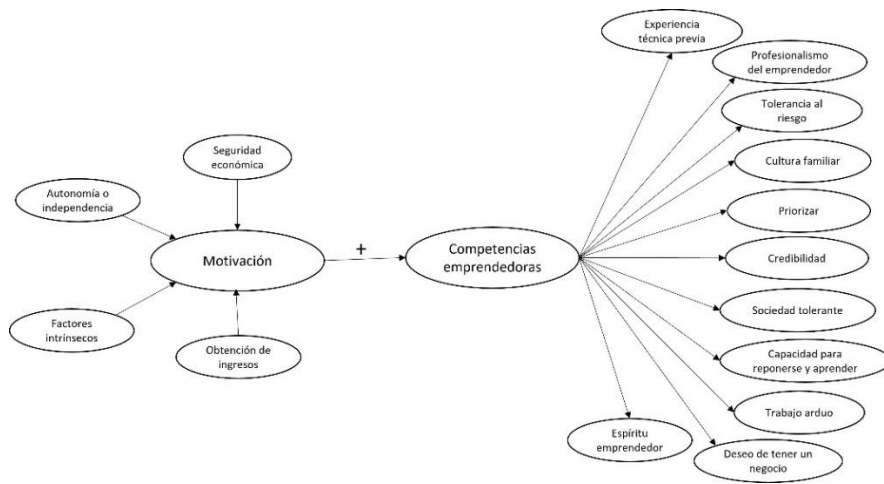 Experiencia
técnica previa
Profesionalismo
del emprendedor
Tolerancia al
riesgo
Seguridad
económica
Cultura familiar
Autonomía o
independencia
Priorizar
+
Motivación
Competencias
emprendedoras
Credibilidad
Sociedad tolerante
Factores
intrínsecos
Obtención de
ingresos
Capacidad para
reponerse y aprender
Trabajo arduo
Espíritu
emprendedor
Deseo de tener un
negocio